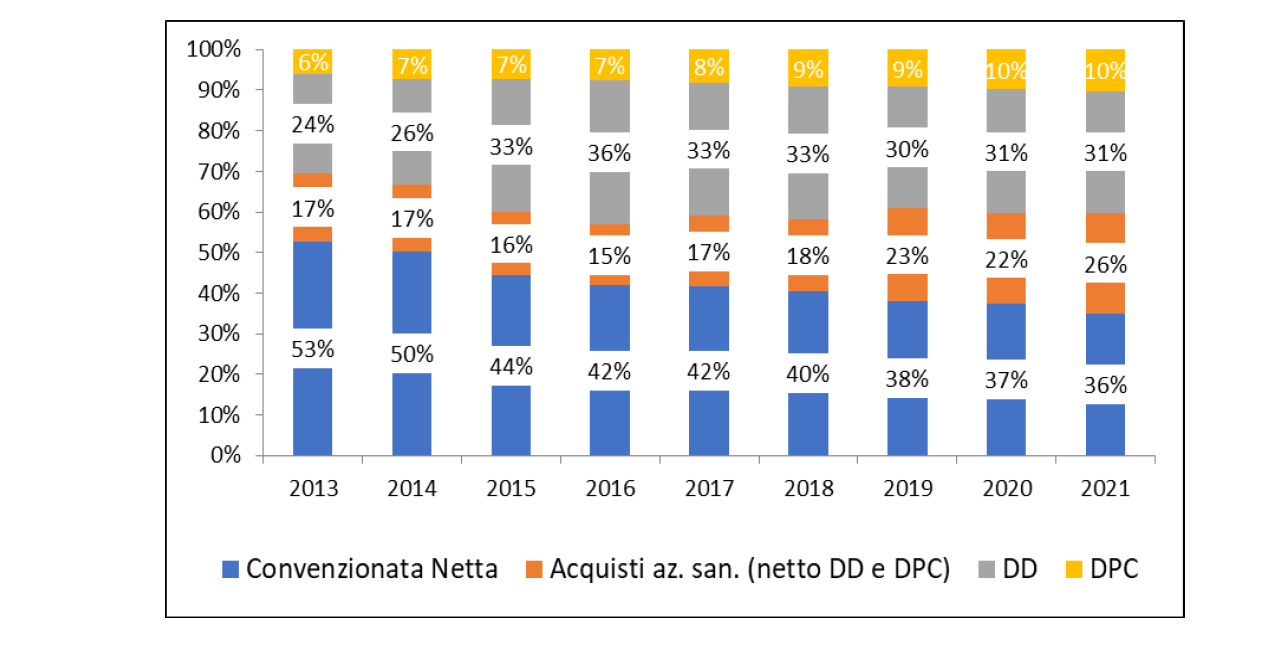 100% 6% 7% 7% 7% 8% 9% 9% 10% 10%
90%
80% 24% 26% 33% 36% 33% 33% 30% 31% 31%
70%
60% 17% 17% 16% 15% 17% 18% 23% 22% 26%
50%
40%
30% 53% 50% 44% 42% 42% 40% 38% 37% 36%
20%
10%
0%
2013 2014 2015 2016 2017 2018 2019 2020 2021
Convenzionata Netta Acquisti az. san. (netto DD e DPC) DD DPC